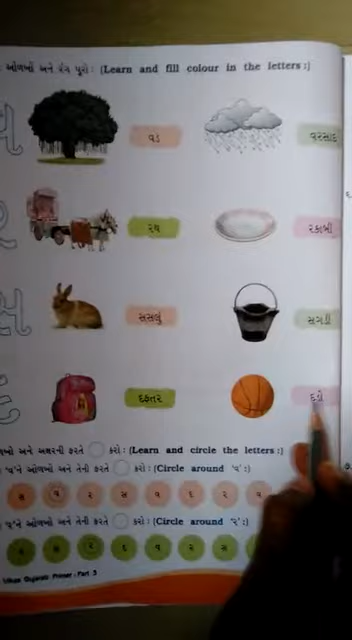 ઓળખો અને રંગ પુરો : (Learn and fill colour in the letters :)
વ
વડ
વરસાદ
ર
રથ
રકાબી
સ
સસલું
સગડી
દ
દફતર
દડો
અને અક્ષરની ફરતે ◯ કરો : (Learn and circle the letters :)
'વ'ને ઓળખો અને તેની ફરતે ◯ કરો : (Circle around 'વ' :)
વ ર સ વ દ ર વ
'ર'ને ઓળખો અને તેની ફરતે ◯ કરો : (Circle around 'ર' :)
ર દ વ ર સ
Vikas Gujarati Primer : Part 3